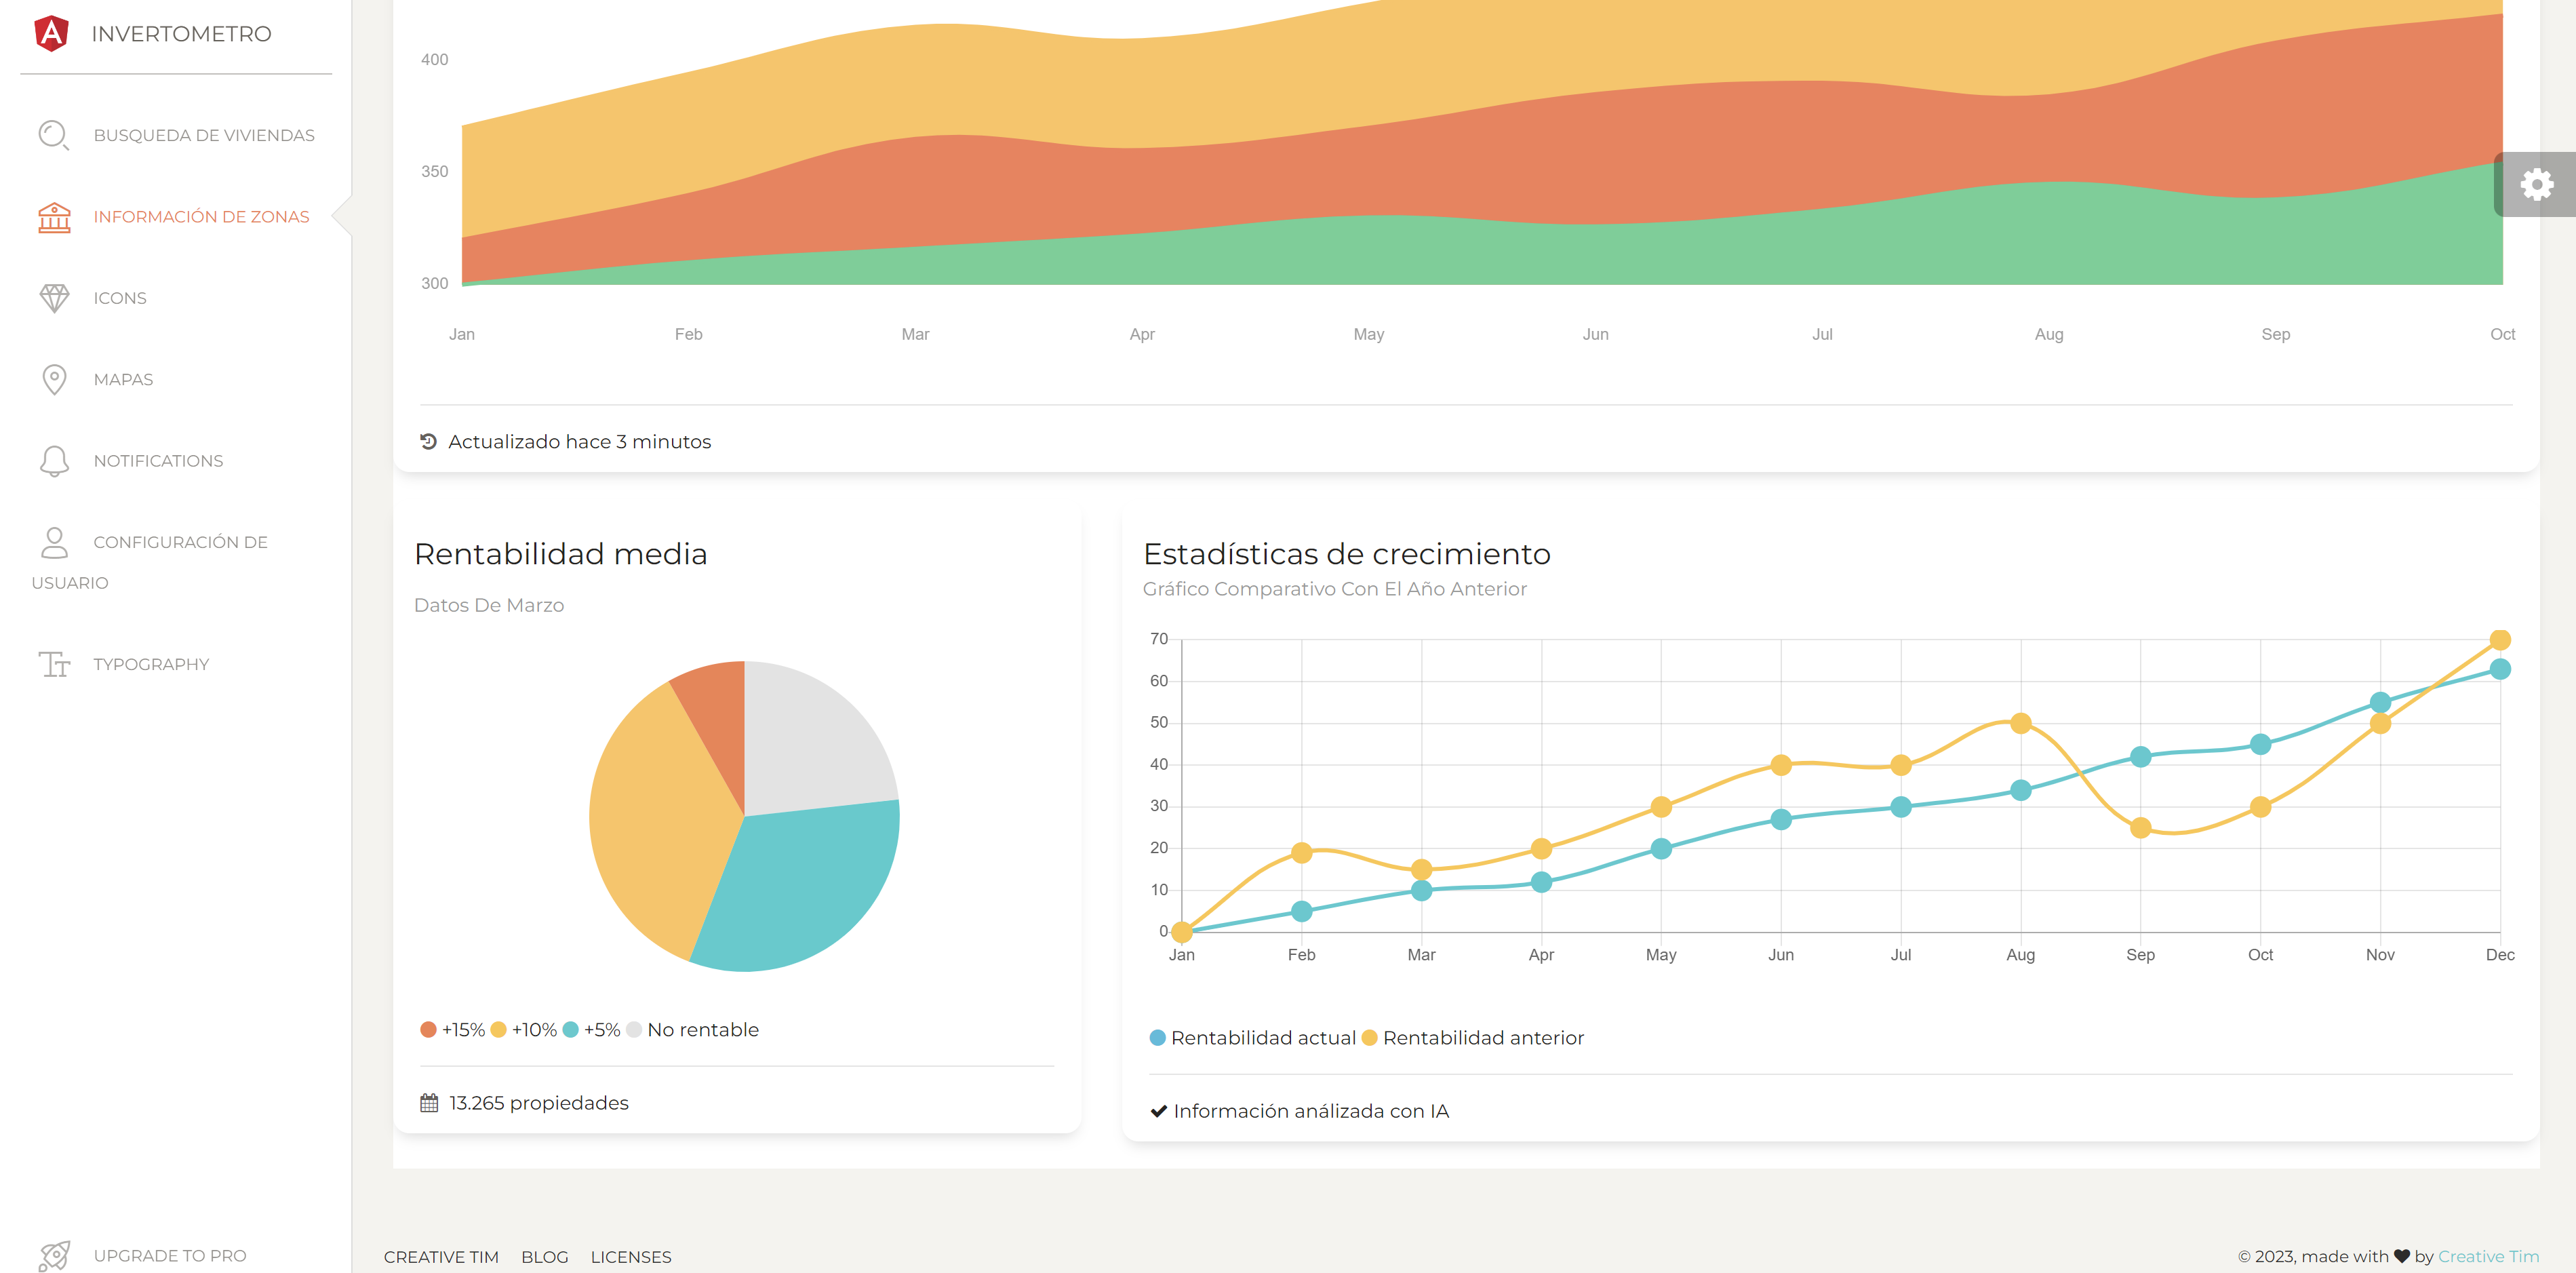 INVERTOMETRO
BUSQUEDA DE VIVIENDAS
INFORMACIÓN DE ZONAS
ICONS
MAPAS
NOTIFICATIONS
CONFIGURACIÓN DE
USUARIO
TYPOGRAPHY
UPGRADE TO PRO
400
350
300
Jan Feb Mar Apr May Jun Jul Aug Sep Oct
Actualizado hace 3 minutos
Rentabilidad media
Datos De Marzo
+15% +10% +5% No rentable
13.265 propiedades
Estadísticas de crecimiento
Gráfico Comparativo Con El Año Anterior
70
60
50
40
30
20
10
0
Jan Feb Mar Apr May Jun Jul Aug Sep Oct Nov Dec
Rentabilidad actual Rentabilidad anterior
Información análizada con IA
CREATIVE TIM BLOG LICENSES
© 2023, made with by Creative Tim